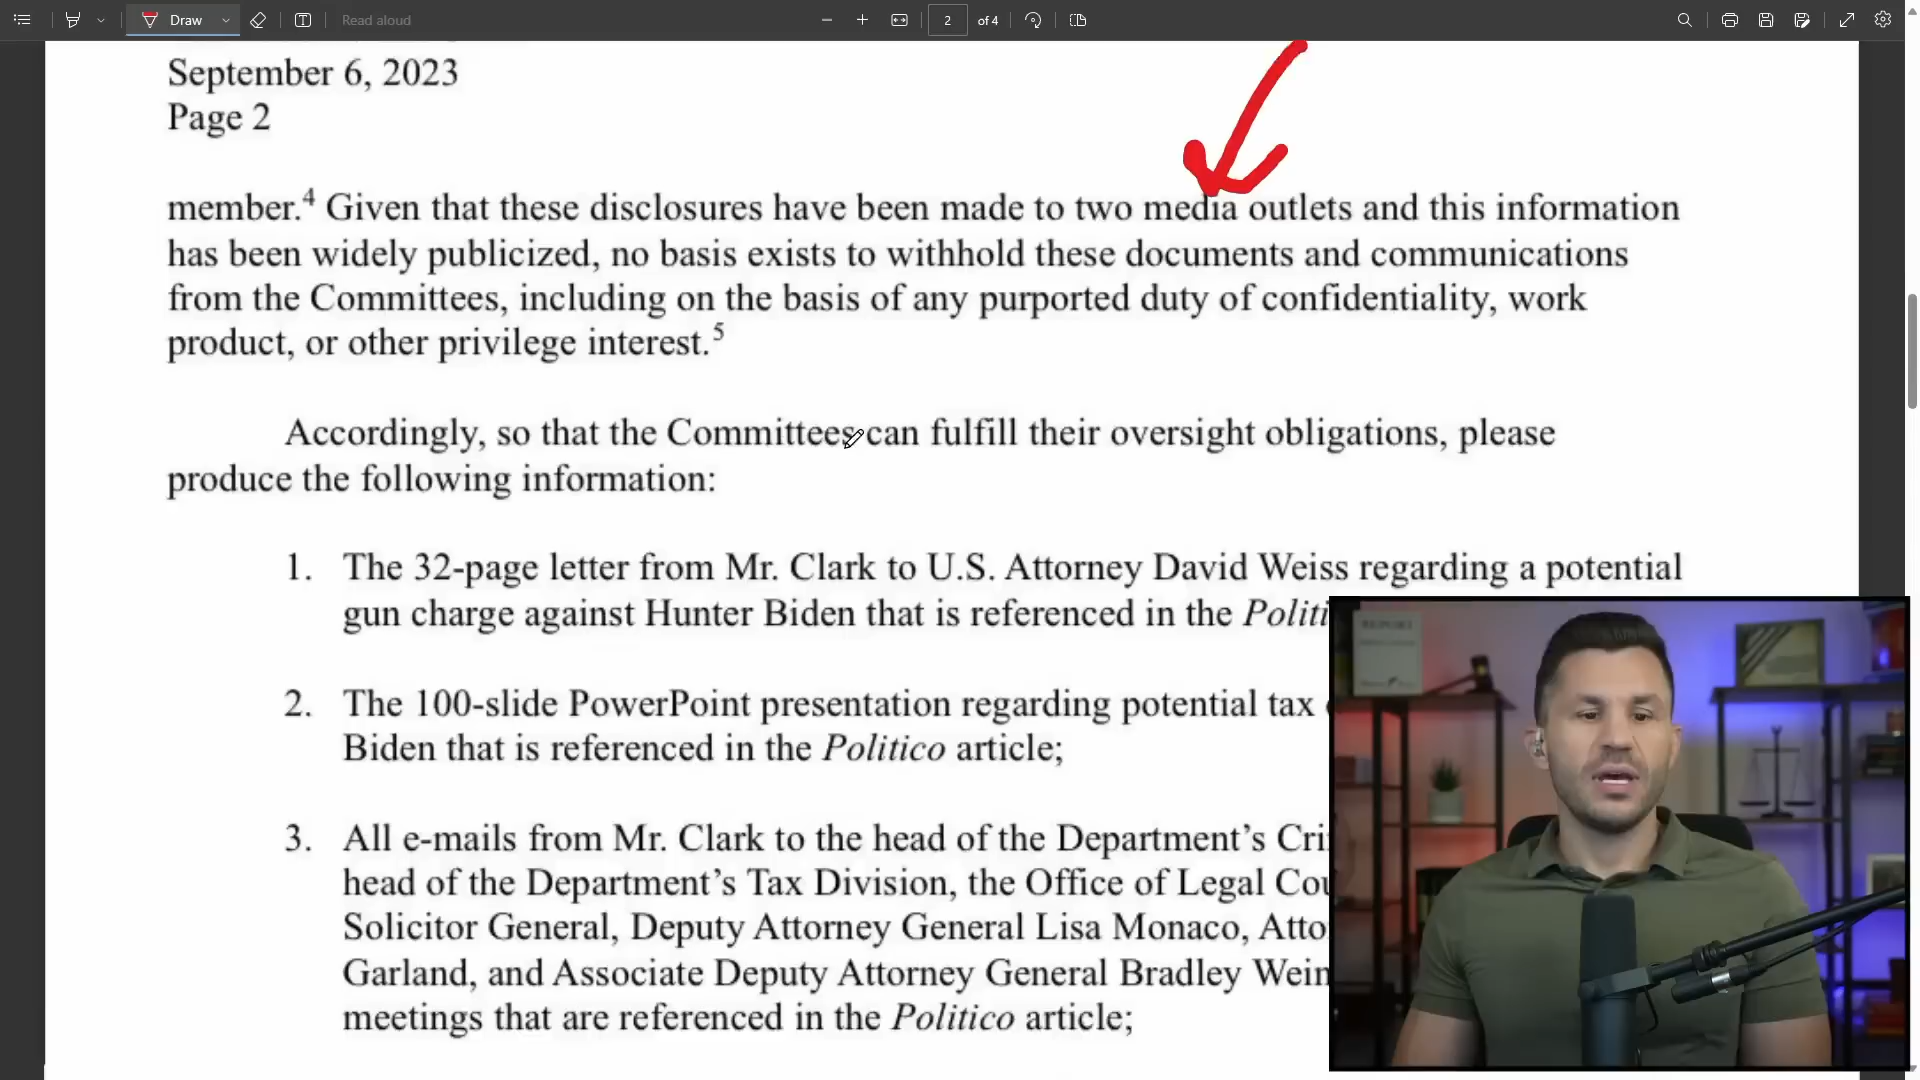 Draw
Read aloud
2
of 4
September 6, 2023
Page 2
member.4 Given that these disclosures have been made to two media outlets and this information
has been widely publicized, no basis exists to withhold these documents and communications
from the Committees, including on the basis of any purported duty of confidentiality, work
product, or other privilege interest.5
Accordingly, so that the Committees can fulfill their oversight obligations, please
produce the following information:
1. The 32-page letter from Mr. Clark to U.S. Attorney David Weiss regarding a potential
gun charge against Hunter Biden that is referenced in the
2. The 100-slide PowerPoint presentation regarding potential tax
Biden that is referenced in the Politico article;
3. All e-mails from Mr. Clark to the head of the Department’s
head of the Department’s Tax Division, the Office of Legal
Solicitor General, Deputy Attorney General Lisa Monaco,
Garland, and Associate Deputy Attorney General Bradley
meetings that are referenced in the Politico article;